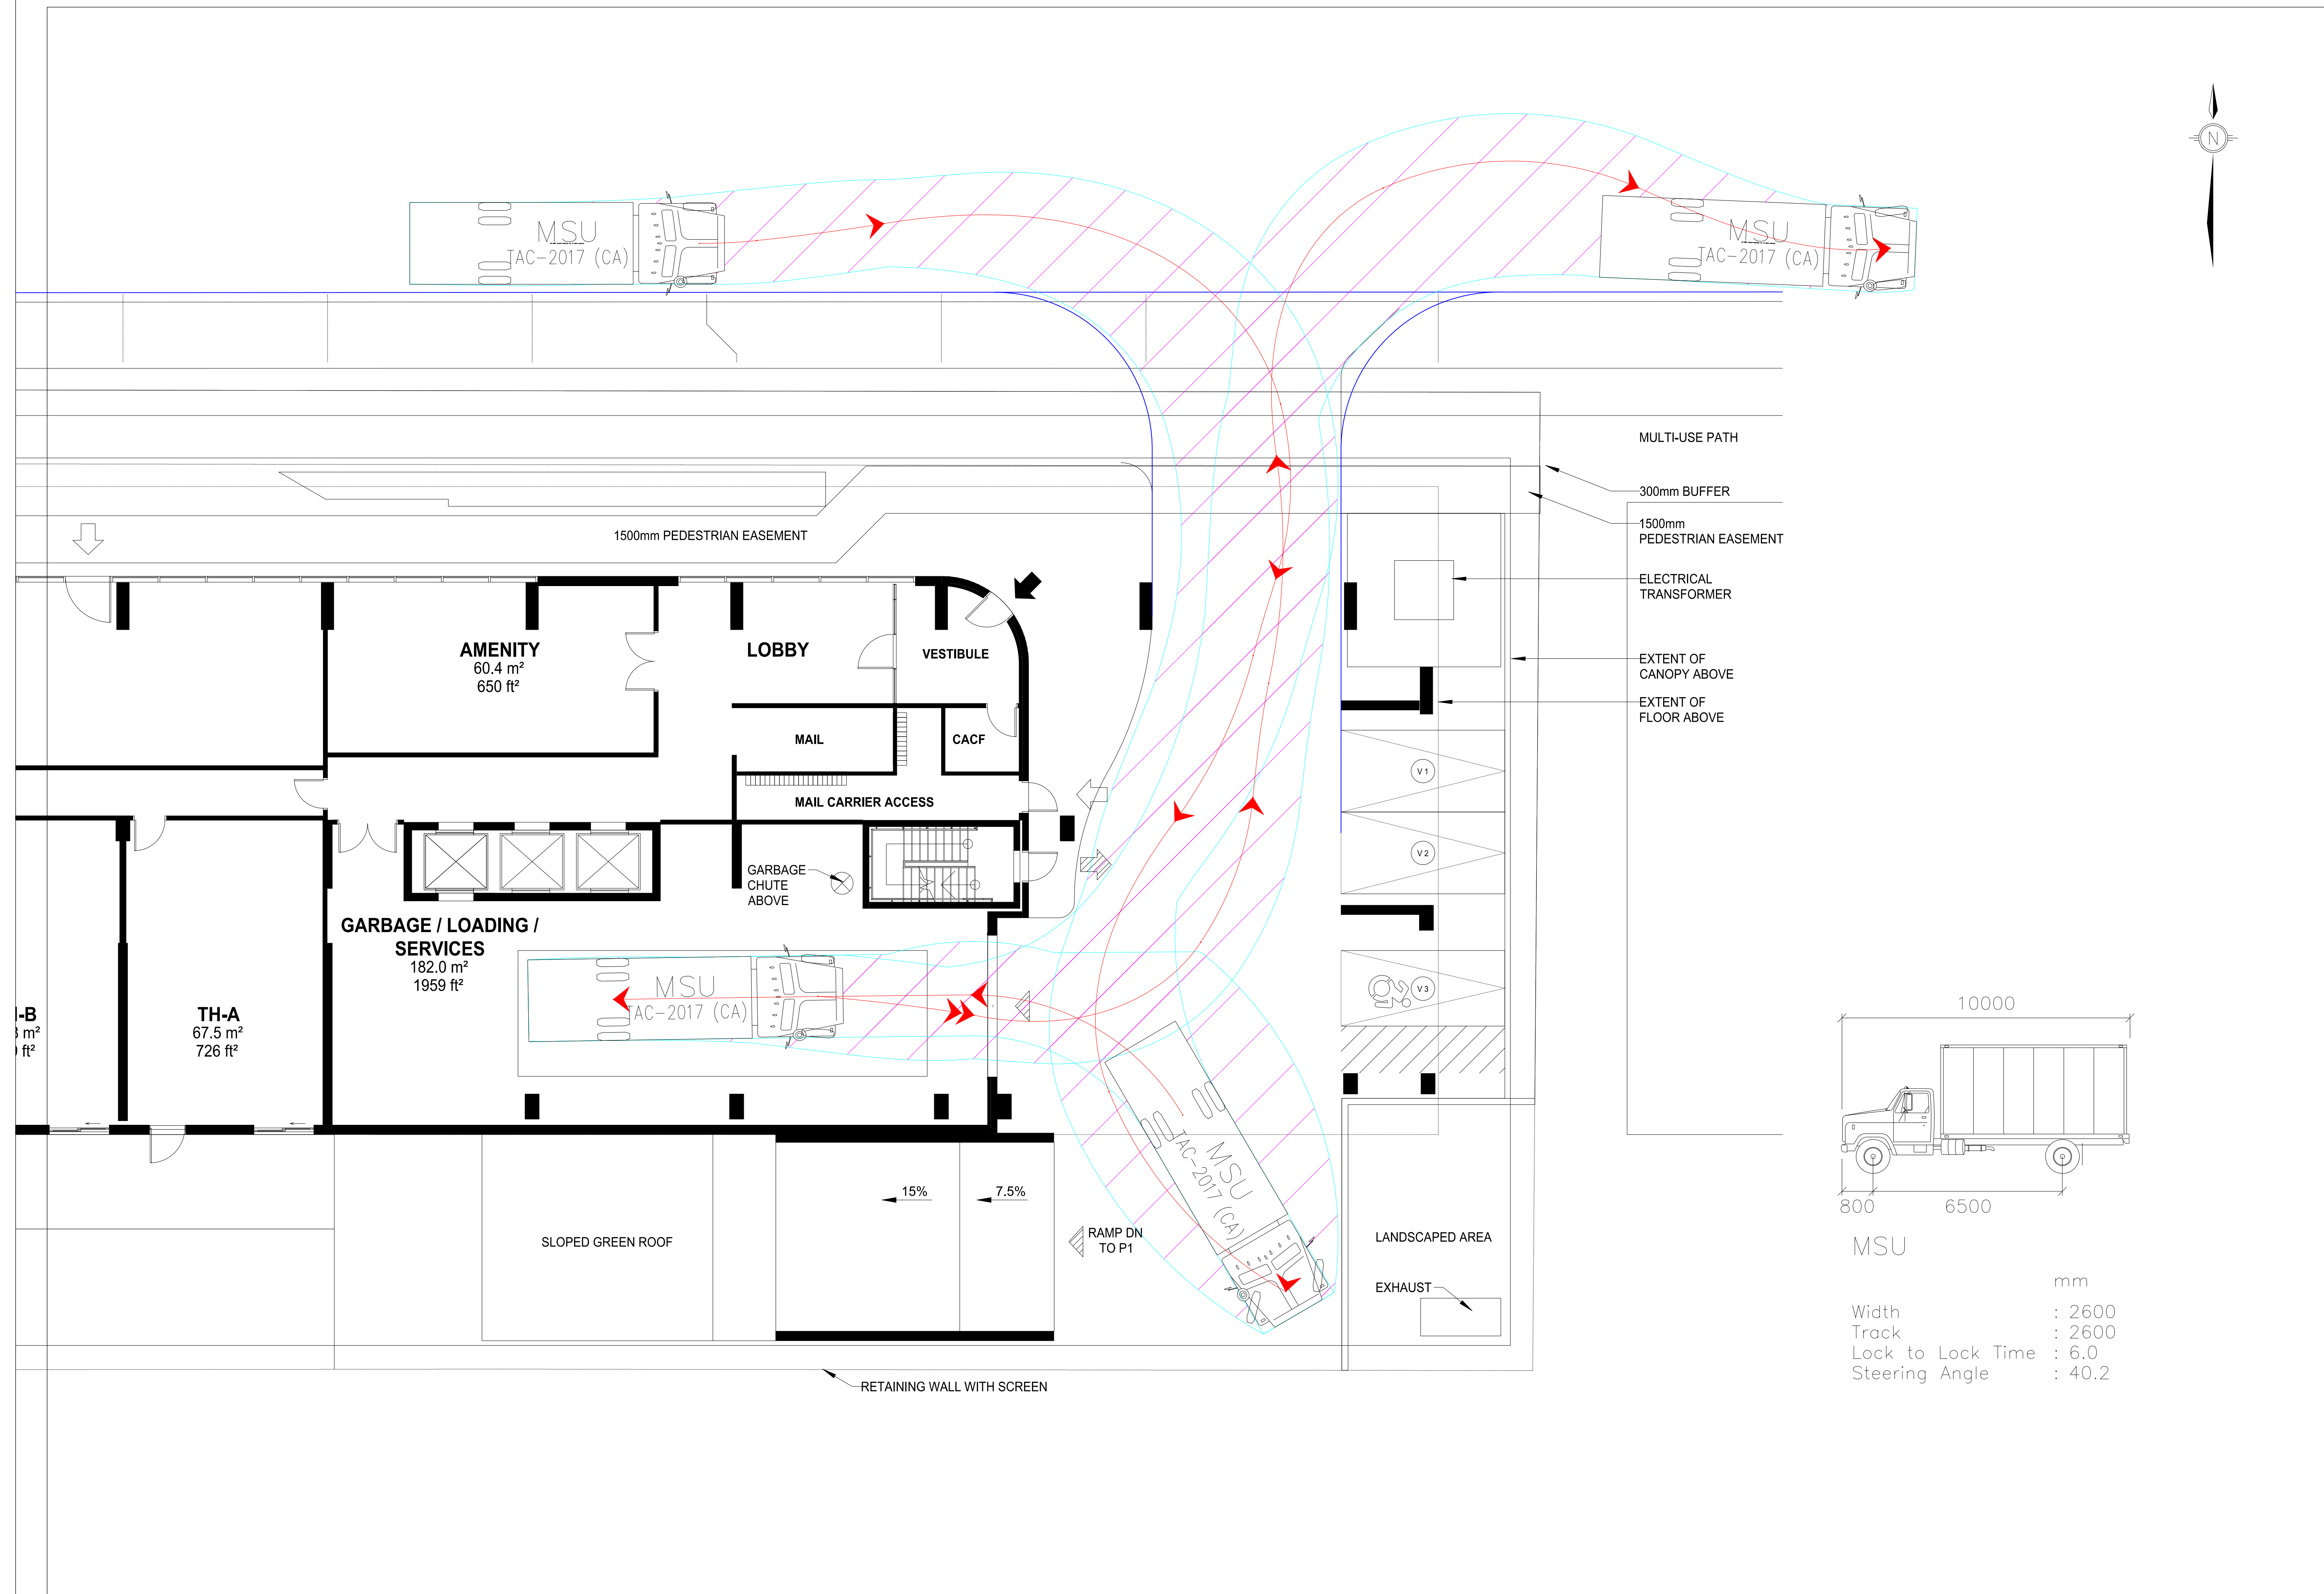 N
MSU
TAC-2017 (CA)
MSU
TAC-2017 (CA)
MULTI-USE PATH
300mm BUFFER
1500mm PEDESTRIAN EASEMENT
1500mm
PEDESTRIAN EASEMENT
ELECTRICAL
TRANSFORMER
EXTENT OF
CANOPY ABOVE
EXTENT OF
FLOOR ABOVE
AMENITY
60.4 m²
650 ft²
LOBBY
VESTIBULE
MAIL
CACF
MAIL CARRIER ACCESS
V 1
V 2
V 3
GARBAGE
CHUTE
ABOVE
GARBAGE / LOADING /
SERVICES
182.0 m²
1959 ft²
MSU
TAC-2017 (CA)
-B
m²
ft²
TH-A
67.5 m²
726 ft²
MSU
TAC-2017 (CA)
15%
7.5%
SLOPED GREEN ROOF
RAMP DN
TO P1
LANDSCAPED AREA
EXHAUST
RETAINING WALL WITH SCREEN
10000
800
6500
MSU
mm
Width : 2600
Track : 2600
Lock to Lock Time : 6.0
Steering Angle : 40.2